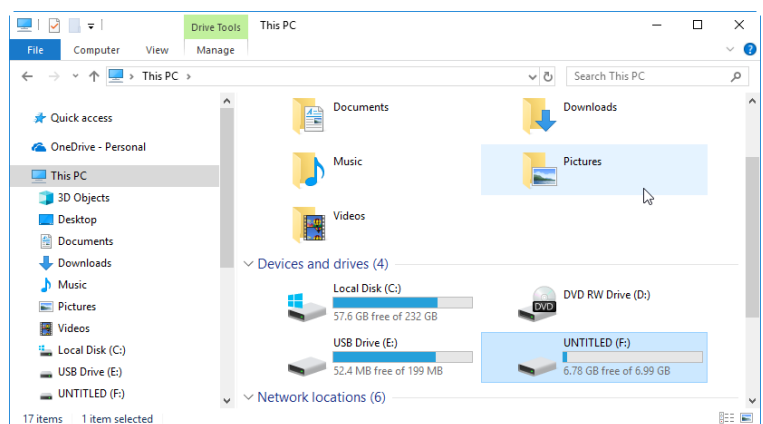 Drive Tools This PC
File Computer View Manage
This PC Search This PC
Quick access
OneDrive - Personal
This PC
3D Objects
Desktop
Documents
Downloads
Music
Pictures
Videos
Local Disk (C:)
USB Drive (E:)
UNTITLED (F:)
Documents
Downloads
Music
Pictures
Videos
Devices and drives (4)
Local Disk (C:)
57.6 GB free of 232 GB
DVD
DVD RW Drive (D:)
USB Drive (E:)
52.4 MB free of 199 MB
UNTITLED (F:)
6.78 GB free of 6.99 GB
Network locations (6)
17 items 1 item selected